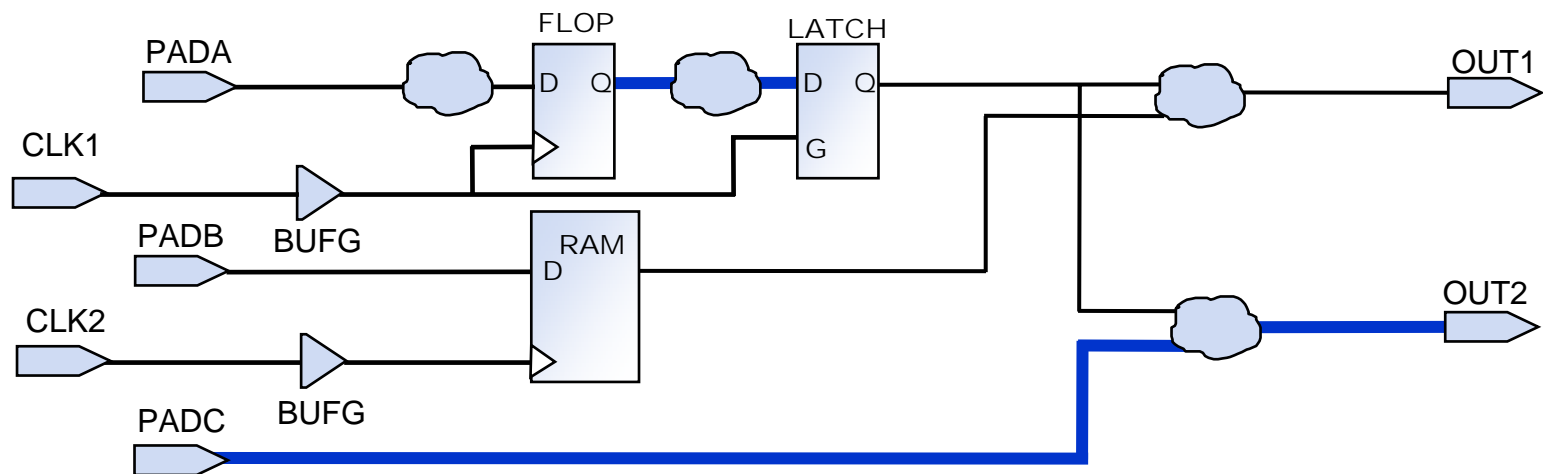 FLOP
LATCH
PADA
OUT1
D Q
D Q
CLK1
G
PADB
BUFG
RAM
D
CLK2
OUT2
BUFG
PADC